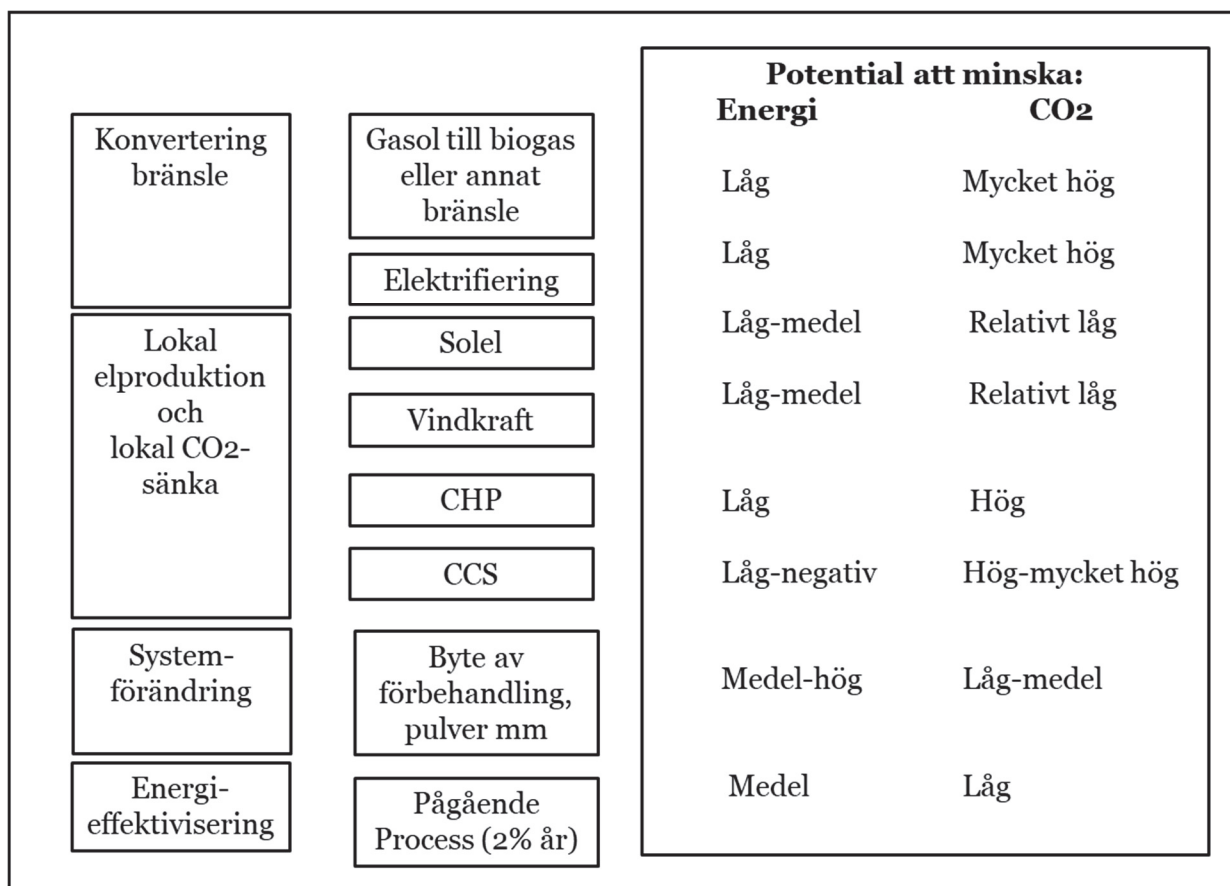 Potential att minska:
Energi CO2
Konvertering
bränsle
Gasol till biogas
eller annat
bränsle
Låg Mycket hög
Elektrifiering
Låg Mycket hög
Lokal
elproduktion
och
lokal CO2-
sänka
Solel
Låg-medel Relativt låg
Vindkraft
Låg-medel Relativt låg
CHP
Låg Hög
CCS
Låg-negativ Hög-mycket hög
System-
förändring
Byte av
förbehandling,
pulver mm
Medel-hög Låg-medel
Energi-
effektivisering
Pågående
Process (2% år)
Medel Låg